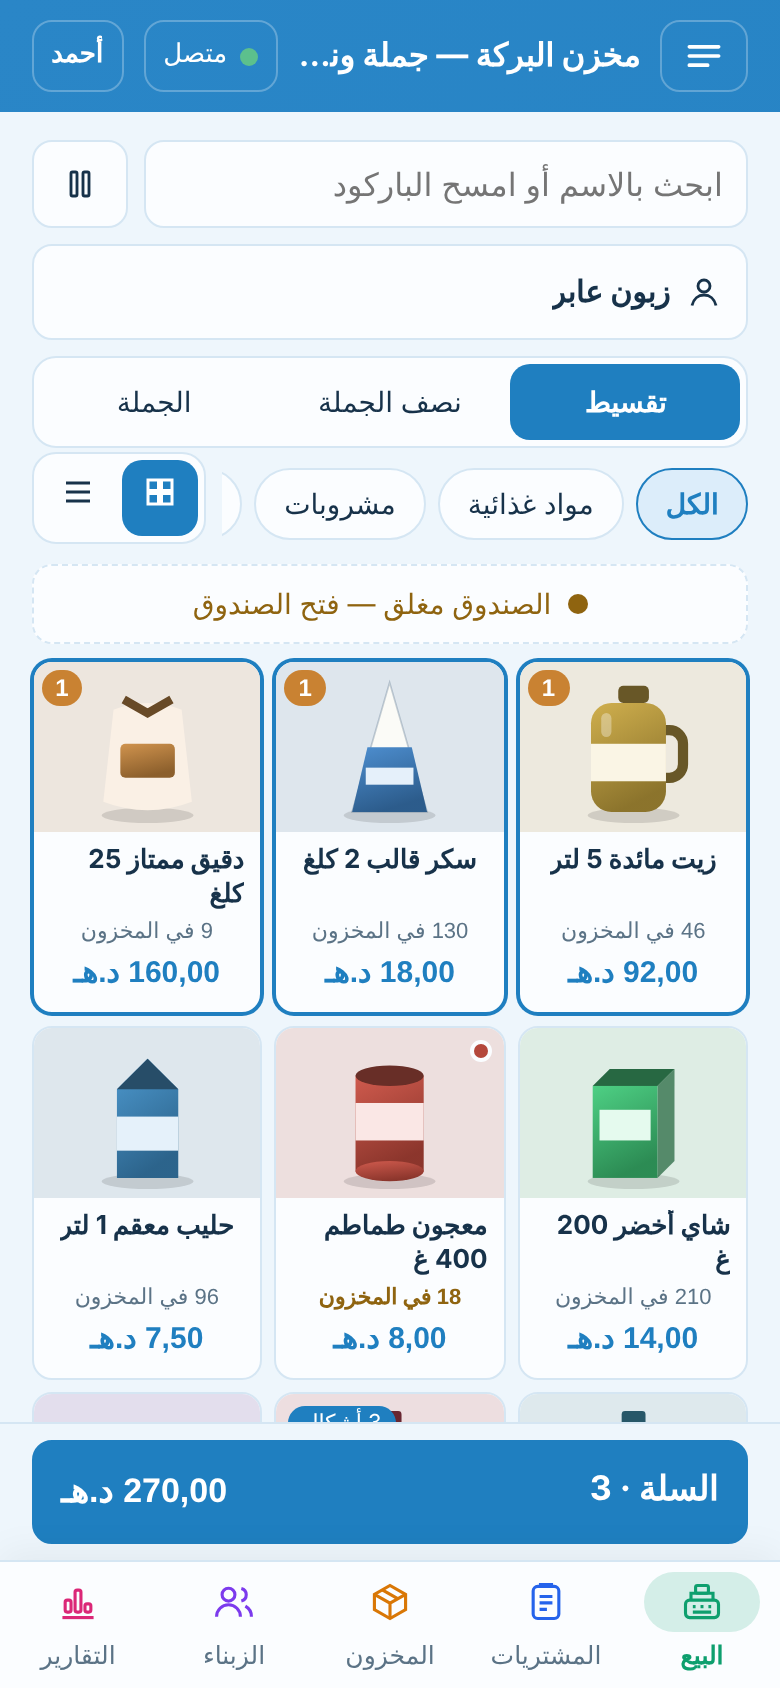 مخزن البركة — جملة ون...
متصل
أحمد
ابحث بالاسم أو امسح الباركود
زبون عابر
تقسيط
نصف الجملة
الجملة
الكل
مواد غذائية
مشروبات
الصندوق مغلق — فتح الصندوق
1
زيت مائدة 5 لتر
46 في المخزون
92,00 د.هـ
1
سكر قالب 2 كلغ
130 في المخزون
18,00 د.هـ
1
دقيق ممتاز 25
كلغ
9 في المخزون
160,00 د.هـ
شاي أخضر 200
غ
210 في المخزون
14,00 د.هـ
معجون طماطم
400 غ
18 في المخزون
8,00 د.هـ
حليب معقم 1 لتر
96 في المخزون
7,50 د.هـ
3 أشكال
السلة · 3
270,00 د.هـ
البيع
المشتريات
المخزون
الزبناء
التقارير